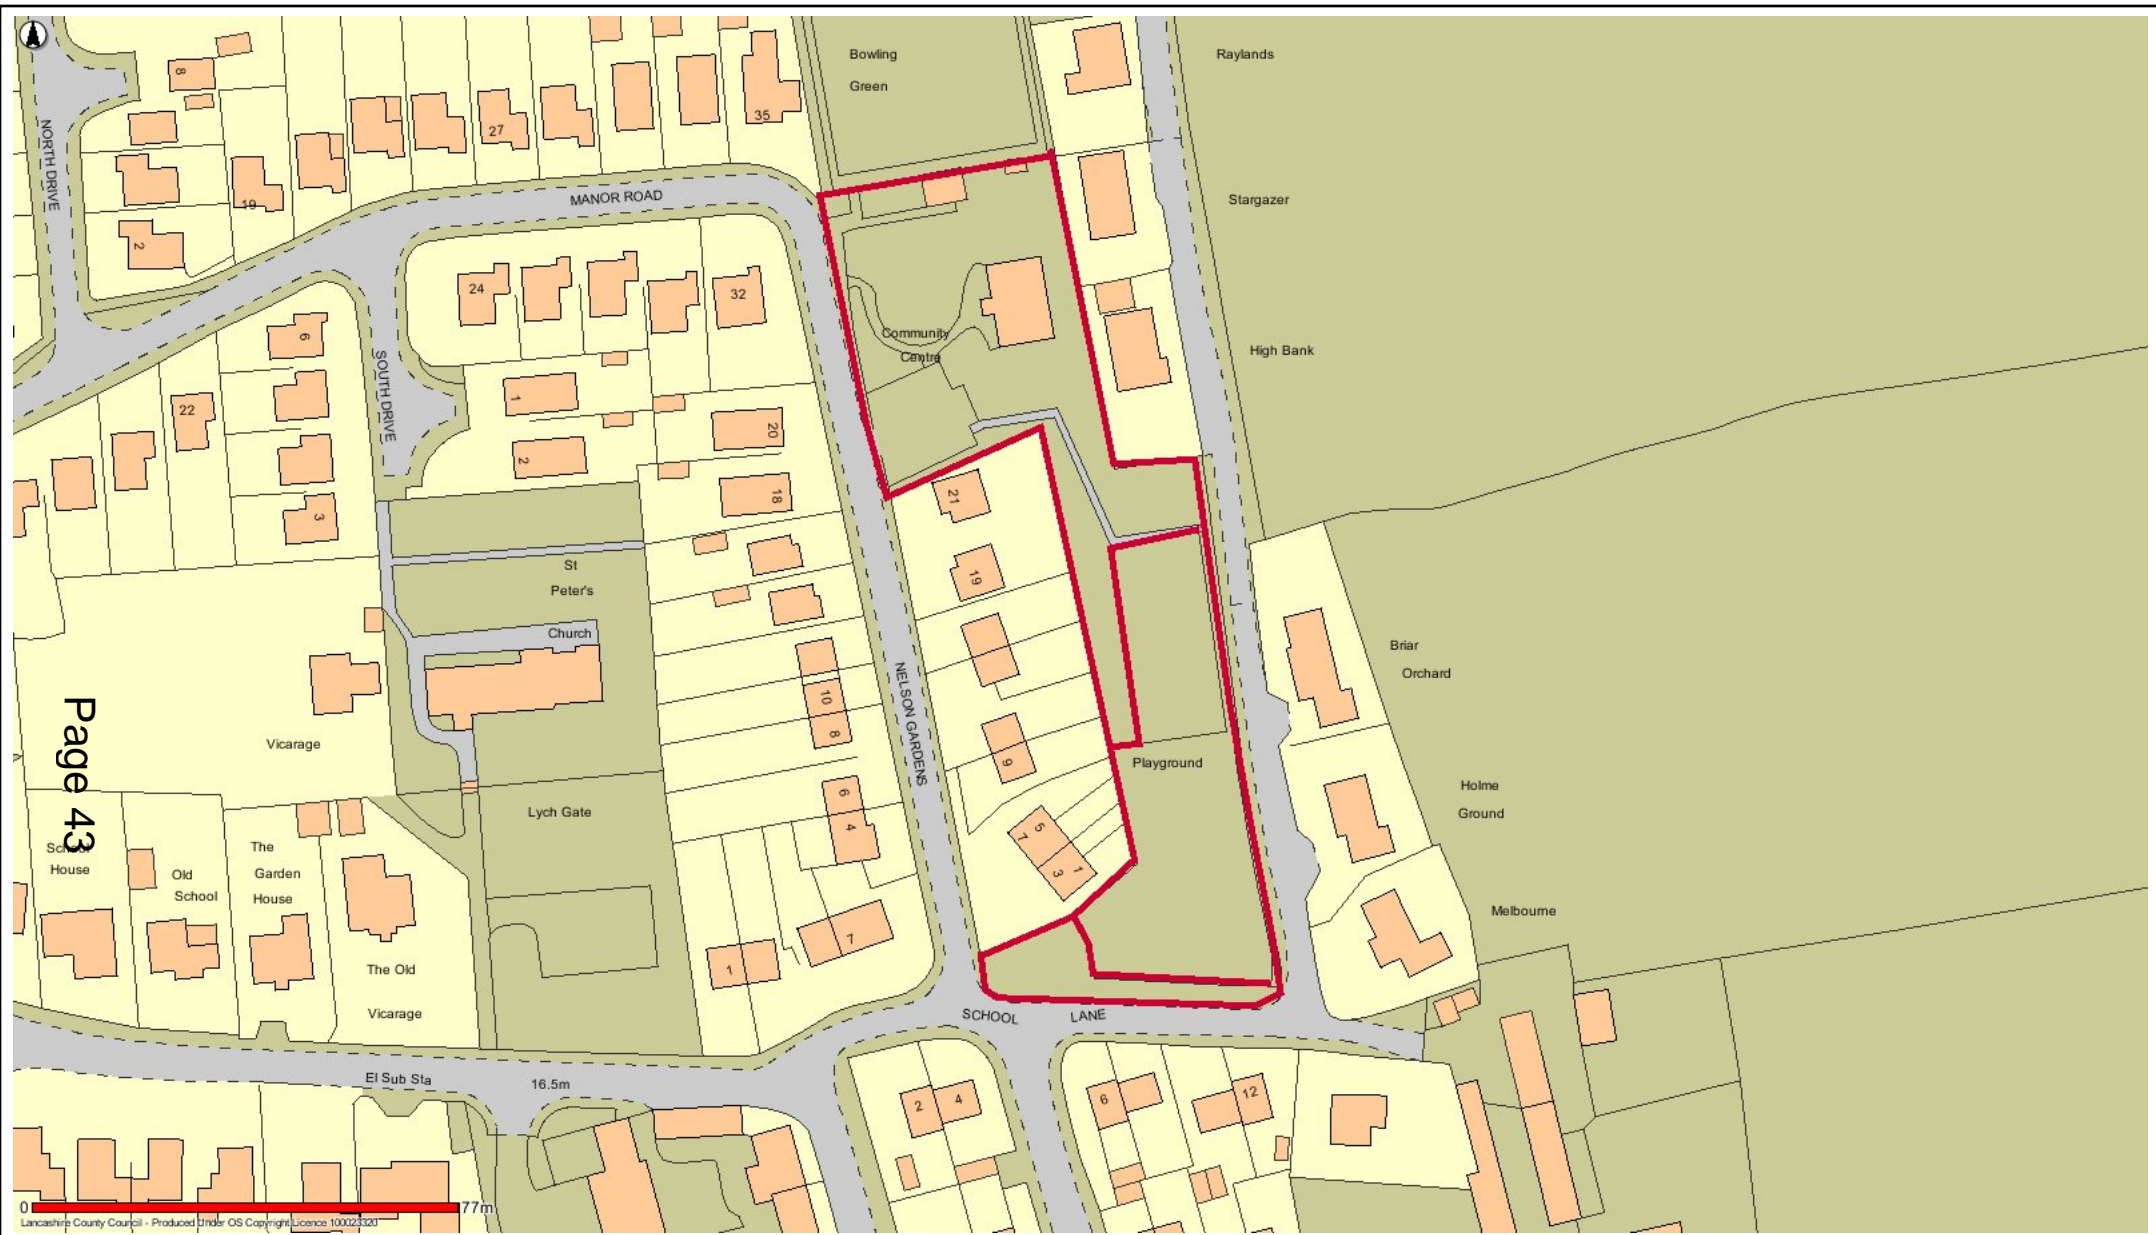 Bowling
Green
Raylands
8
27
35
NORTH DRIVE
19
MANOR ROAD
Stargazer
2
24
32
6
Community
Centre
High Bank
SOUTH DRIVE
1
22
20
2
18
21
3
St
Peter's
19
Church
Briar
Orchard
NELSON GARDENS
10
8
Page 43
Vicarage
9
Playground
6
4
Lych Gate
Holme
Ground
School
House
The
Garden
House
Old
School
5
7
1
3
Melbourne
7
1
The Old
Vicarage
SCHOOL LANE
El Sub Sta
16.5m
2
4
6
12
0
77m
Lancashire County Council - Produced Under OS Copyright Licence 100023320